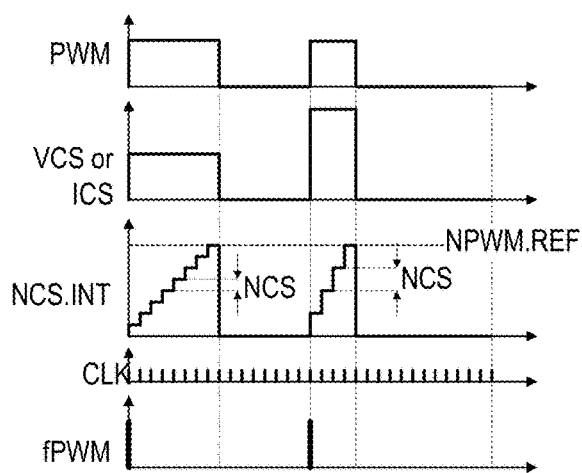 PWM
VCS or
ICS
NPWM.REF
NCS.INT
NCS
NCS
CLK
fPWM